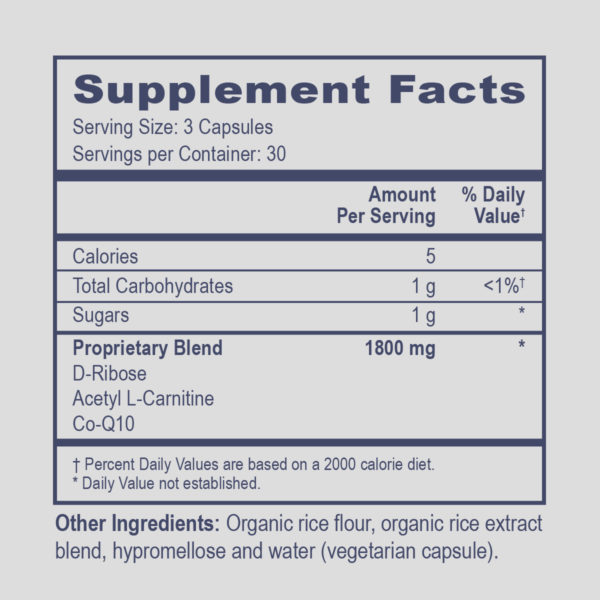 Supplement Facts
Serving Size: 3 Capsules
Servings per Container: 30
Amount Per Serving % Daily Value†
Calories 5
Total Carbohydrates 1 g <1%†
Sugars 1 g *
Proprietary Blend 1800 mg *
D-Ribose
Acetyl L-Carnitine
Co-Q10
† Percent Daily Values are based on a 2000 calorie diet.
* Daily Value not established.
Other Ingredients: Organic rice flour, organic rice extract
blend, hypromellose and water (vegetarian capsule).